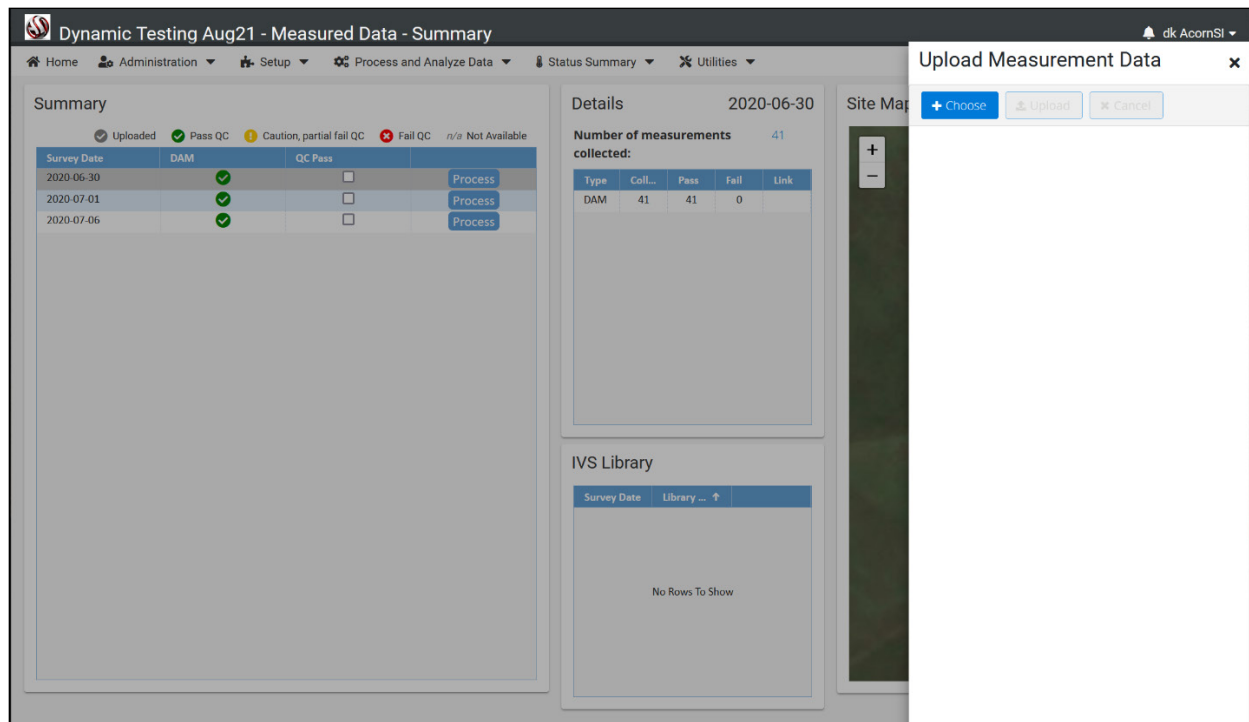 Dynamic Testing Aug21 - Measured Data - Summary
dk AcornSI
Home Administration Setup Process and Analyze Data Status Summary Utilities
Upload Measurement Data
+ Choose Upload Cancel
Summary
Uploaded Pass QC Caution, partial fail QC Fail QC n/a Not Available
Survey Date DAM QC Pass
2020-06-30 Process
2020-07-01 Process
2020-07-06 Process
Details 2020-06-30
Number of measurements collected: 41
Type Coll... Pass Fail Link
DAM 41 41 0
IVS Library
Survey Date Library ... ↑
No Rows To Show
Site Map
+
−